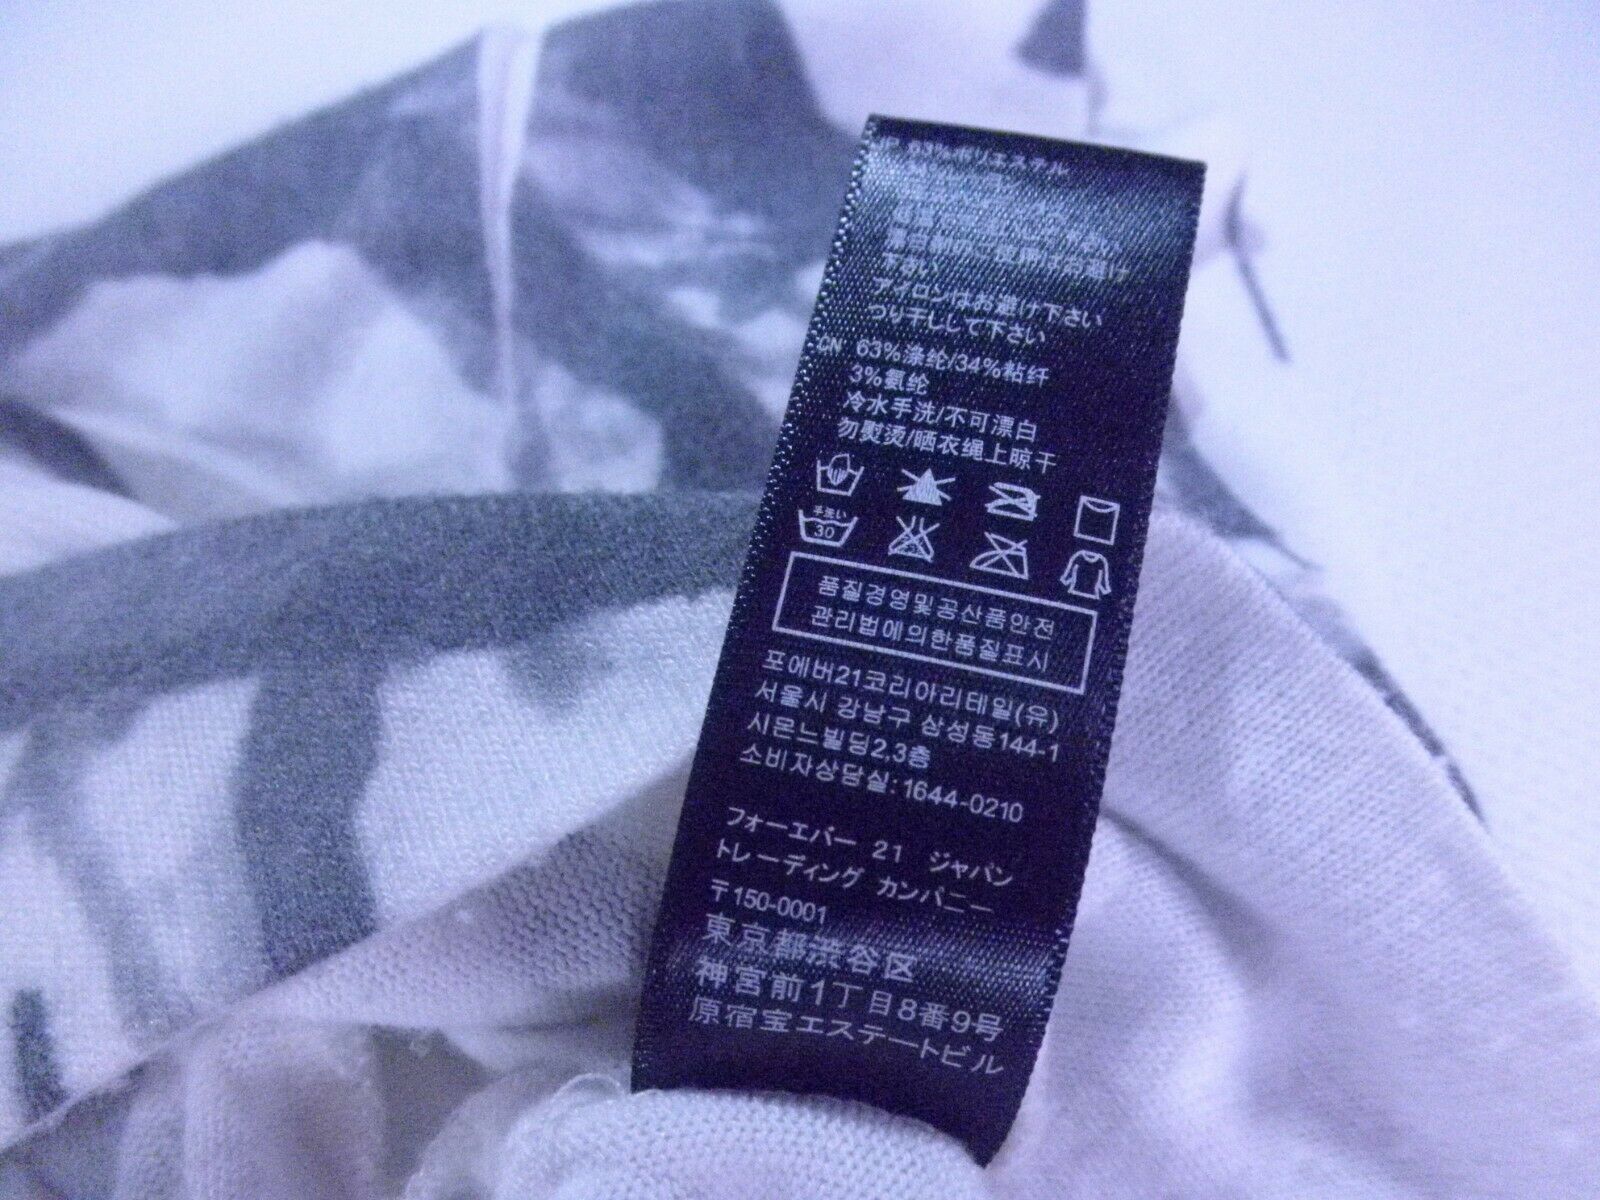 63%ポリエステル
下さい
アイロンはお避け下さい
つり干しして下さい
CN 63%涤纶/34%粘纤
3%氨纶
冷水手洗/不可漂白
勿熨烫/晒衣绳上晾干
手洗い
30
품질경영및공산품안전
관리법에의한품질표시
포에버21코리아리테일(유)
서울시 강남구 삼성동144-1
시몬느빌딩2,3층
소비자상담실:1644-0210
フォーエバー 21 ジャパン
トレーディング カンパニー
〒150-0001
東京都渋谷区
神宮前1丁目8番9号
原宿宝エステートビル